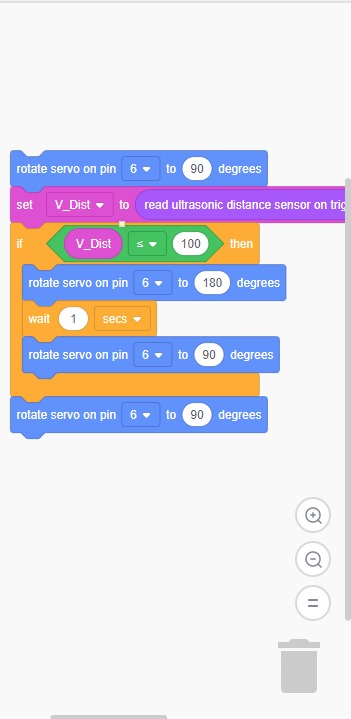 rotate servo on pin 6 to 90 degrees
set V_Dist to read ultrasonic distance sensor on trig
if V_Dist ≤ 100 then
rotate servo on pin 6 to 180 degrees
wait 1 secs
rotate servo on pin 6 to 90 degrees
rotate servo on pin 6 to 90 degrees